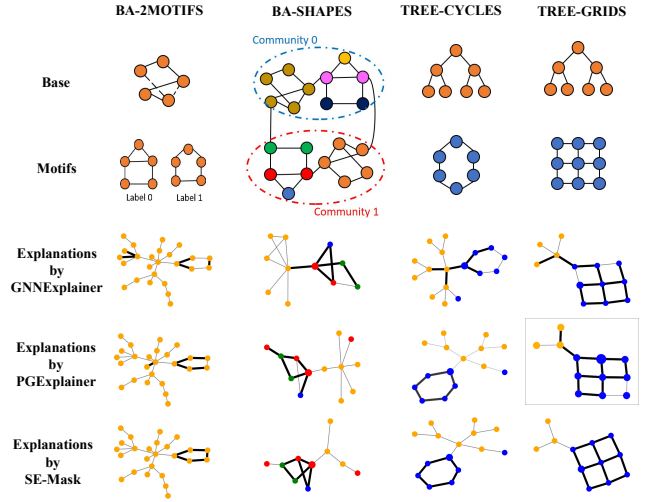 BA-2MOTIFS BA-SHAPES TREE-CYCLES TREE-GRIDS
Community 0
Base
Motifs
Label 0 Label 1
Community 1
Explanations
by
GNNExplainer
Explanations
by
PGExplainer
Explanations
by
SE-Mask